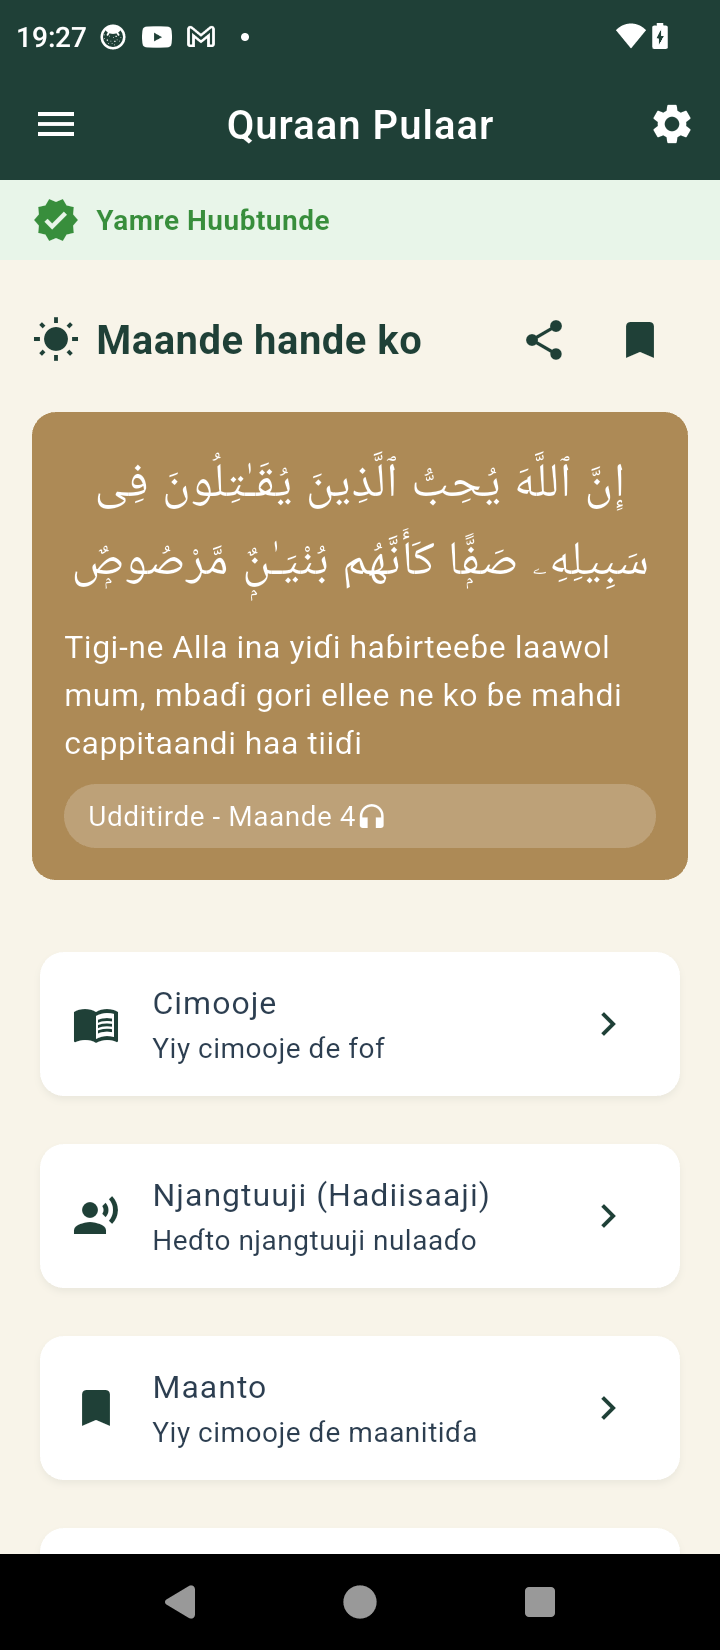 19:27
Quraan Pulaar
Yamre Huuɓtunde
Maande hande ko
إِنَّ ٱللَّهَ يُحِبُّ ٱلَّذِينَ يُقَـٰتِلُونَ فِى
سَبِيلِهِۦ صَفًّۭا كَأَنَّهُم بُنْيَـٰنٌۭ مَّرْصُوصٌۭ
Tigi-ne Alla ina yiɗi haɓirteeɓe laawol
mum, mbaɗi gori ellee ne ko ɓe mahdi
cappitaandi haa tiiɗi
Udditirde - Maande 4
Cimooje
Yiy cimooje ɗe fof
Njangtuuji (Hadiisaaji)
Heɗto njangtuuji nulaaɗo
Maanto
Yiy cimooje ɗe maanitiɗa